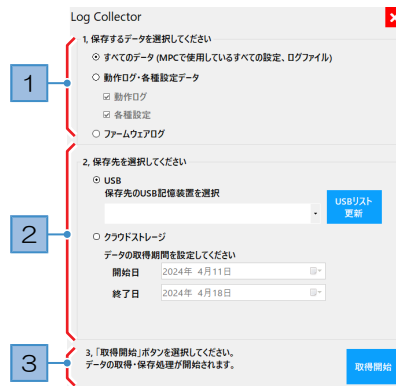 Log Collector
1, 保存するデータを選択してください
すべてのデータ (MPCで使用しているすべての設定、ログファイル)
動作ログ・各種設定データ
動作ログ
各種設定
ファームウェアログ
1
2, 保存先を選択してください
USB
保存先のUSB記憶装置を選択
USBリスト
更新
クラウドストレージ
データの取得期間を設定してください
開始日 2024年 4月11日
終了日 2024年 4月18日
2
3,「取得開始」ボタンを選択してください。
データの取得・保存処理が開始されます。
取得開始
3